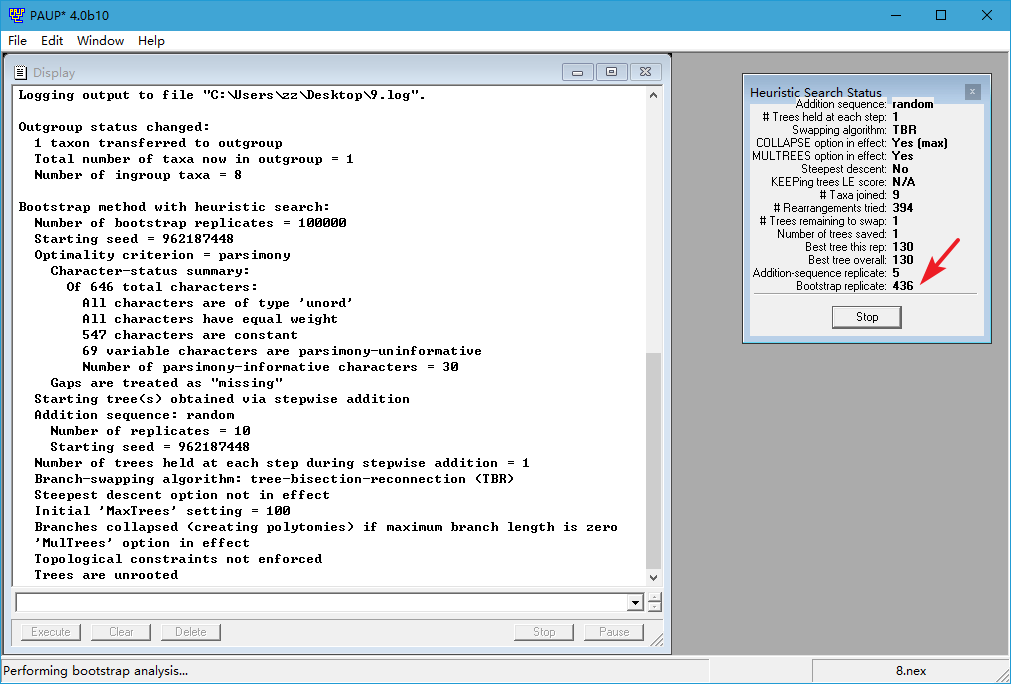 PAUP* 4.0b10
File Edit Window Help
Display
Logging output to file "C:\Users\zz\Desktop\9.log".
Outgroup status changed:
1 taxon transferred to outgroup
Total number of taxa now in outgroup = 1
Number of ingroup taxa = 8
Bootstrap method with heuristic search:
Number of bootstrap replicates = 100000
Starting seed = 962187448
Optimality criterion = parsimony
Character-status summary:
Of 646 total characters:
All characters are of type 'unord'
All characters have equal weight
547 characters are constant
69 variable characters are parsimony-uninformative
Number of parsimony-informative characters = 30
Gaps are treated as "missing"
Starting tree(s) obtained via stepwise addition
Addition sequence: random
Number of replicates = 10
Starting seed = 962187448
Number of trees held at each step during stepwise addition = 1
Branch-swapping algorithm: tree-bisection-reconnection (TBR)
Steepest descent option not in effect
Initial 'MaxTrees' setting = 100
Branches collapsed (creating polytomies) if maximum branch length is zero
'MulTrees' option in effect
Topological constraints not enforced
Trees are unrooted
Execute Clear Delete Stop Pause
Heuristic Search Status
Addition sequence: random
# Trees held at each step: 1
Swapping algorithm: TBR
COLLAPSE option in effect: Yes (max)
MULTREES option in effect: Yes
Steepest descent: No
KEEPing trees LE score: N/A
# Taxa joined: 9
# Rearrangements tried: 394
# Trees remaining to swap: 1
Number of trees saved: 1
Best tree this rep: 130
Best tree overall: 130
Addition-sequence replicate: 5
Bootstrap replicate: 436
Stop
Performing bootstrap analysis... 8.nex